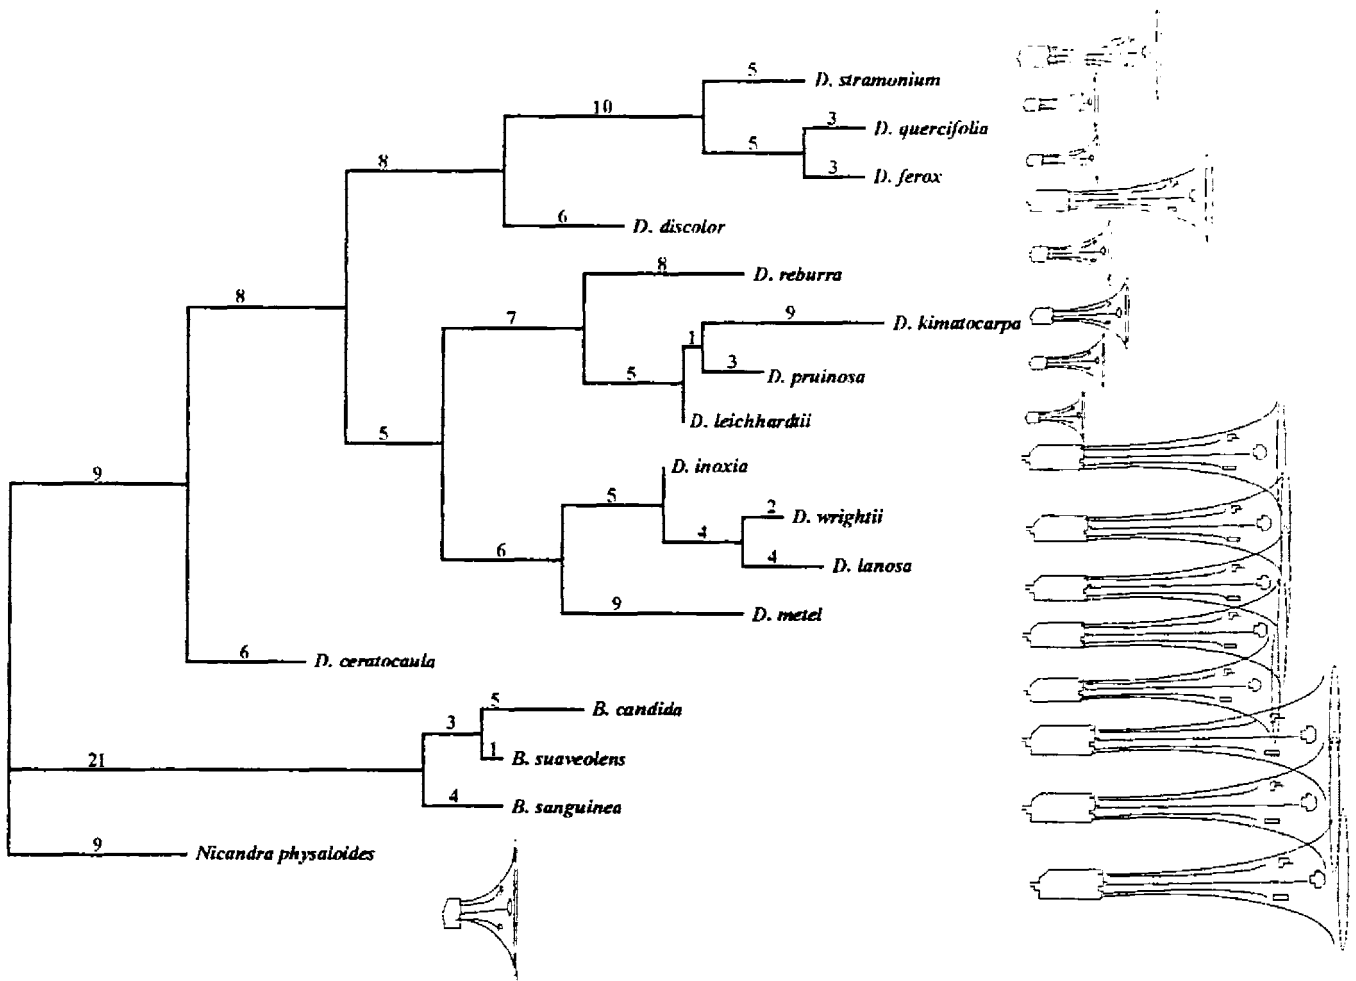 5
D. stramonium
10
3
D. quercifolia
5
8
3
D. ferox
6
D. discolor
8
D. reburra
8
7
9
D. kimatocarpa
1
3
D. pruinosa
5
D. leichhardtii
5
D. inoxia
9
5
2
D. wrightii
4
6
4
D. lanosa
9
D. metel
6
D. ceratocaula
5
B. candida
3
1
B. suaveolens
21
4
B. sanguinea
9
Nicandra physaloides